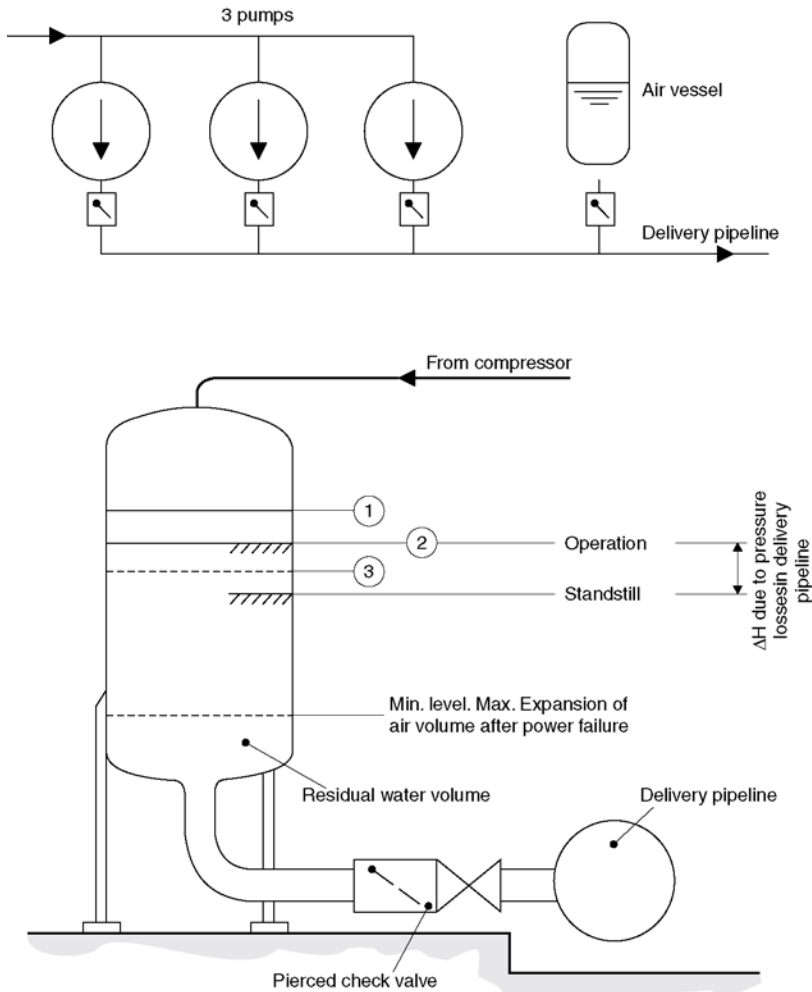 3 pumps
Air vessel
Delivery pipeline
From compressor
1
2
Operation
3
Standstill
ΔH due to pressure
lossesin delivery
pipeline
Min. level. Max. Expansion of
air volume after power failure
Residual water volume
Delivery pipeline
Pierced check valve